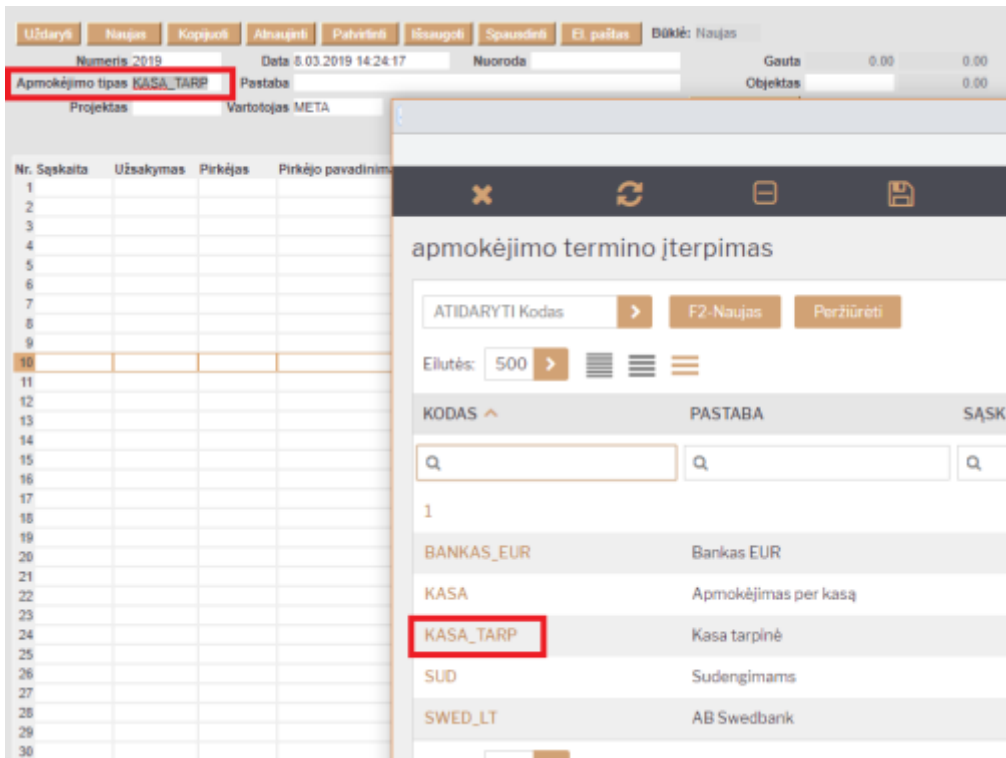 Uždaryti Naujas Kopijuoti Atnaujinti Patvirtinti Išsaugoti Spausdinti El. paštas Būklė: Naujas
Numeris 2019 Data 8.03.2019 14:24:17 Nuoroda Gauta 0.00 0.00
Apmokėjimo tipas KASA_TARP Pastaba Objektas 0.00
Projektas Vartotojas META
Nr. Sąskaita Užsakymas Pirkėjas Pirkėjo pavadinima
1
2
3
4
5
6
7
8
9
10
11
12
13
14
15
16
17
18
19
20
21
22
23
24
25
26
27
28
29
30
apmokėjimo termino įterpimas
ATIDARYTI Kodas F2-Naujas Peržiūrėti
Eilutės: 500
KODAS PASTABA SĄSK
1
BANKAS_EUR Bankas EUR
KASA Apmokėjimas per kasą
KASA_TARP Kasa tarpinė
SUD Sudengimams
SWED_LT AB Swedbank